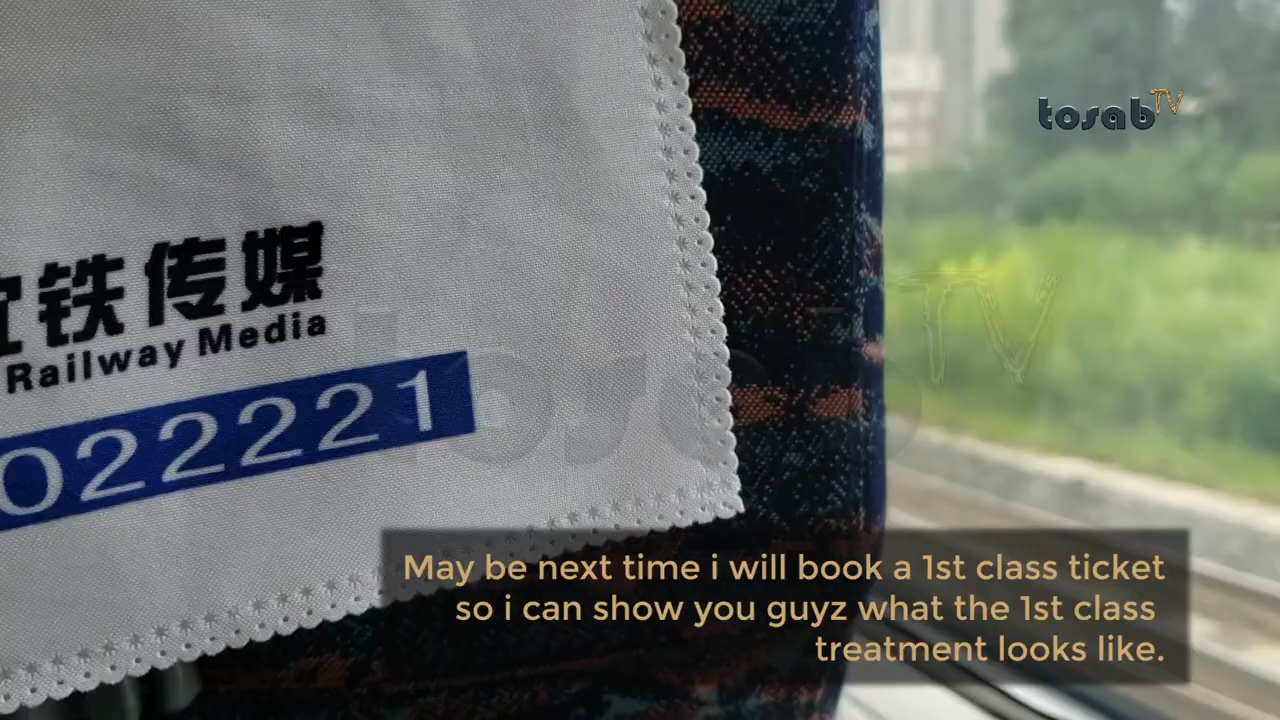 tosabTV
铁传媒
Railway Media
022221
tosabTV
May be next time i will book a 1st class ticket
so i can show you guyz what the 1st class
treatment looks like.